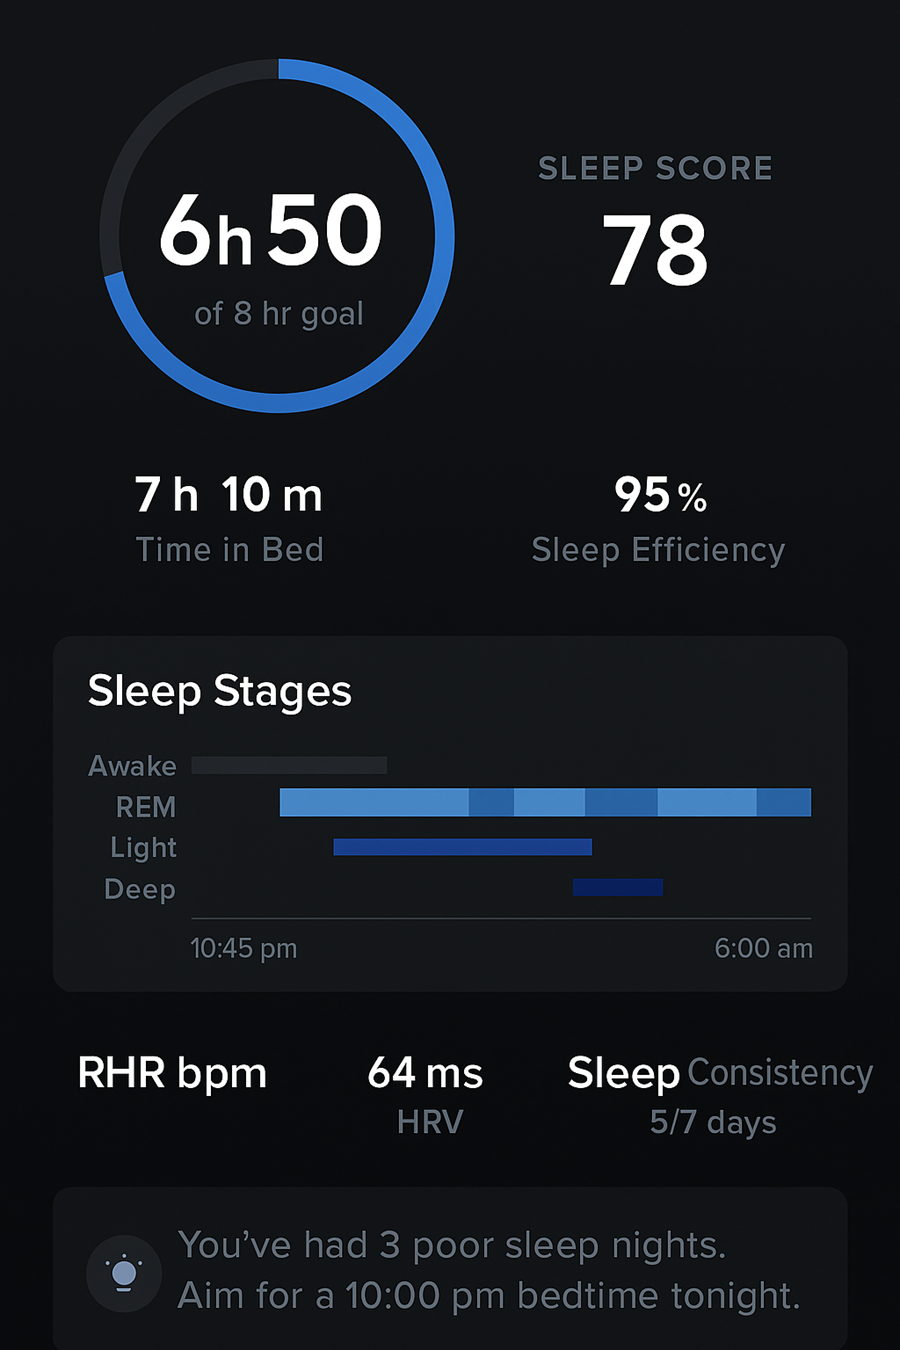 6h50
of 8 hr goal
SLEEP SCORE
78
7 h 10 m
Time in Bed
95 %
Sleep Efficiency
Sleep Stages
Awake
REM
Light
Deep
10:45 pm
6:00 am
RHR bpm
64 ms
HRV
Sleep Consistency
5/7 days
You've had 3 poor sleep nights.
Aim for a 10:00 pm bedtime tonight.